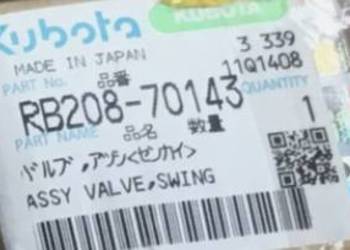 Kubota
KUBOTA
MADE IN JAPAN
3 339
11Q1408
PART No. 品番
RB208-70143
QUANTITY
数量
1
PART NAME 品名
バルブ,アッシ<センカイ>
ASSY VALVE,SWING